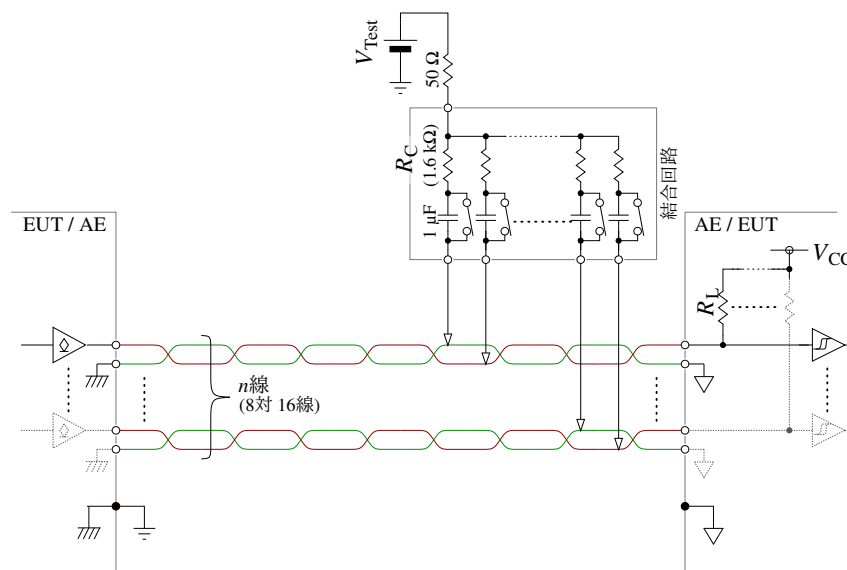 V_Test
50 Ω
R_C
(1.6 kΩ)
1 µF
結合回路
EUT / AE
AE / EUT
V_CC
R_L
n線
(8対 16線)